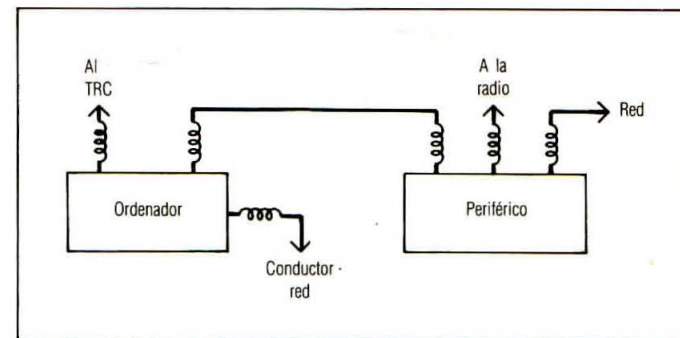 Al
TRC
A la
radio
Red
Ordenador
Periférico
Conductor -
red